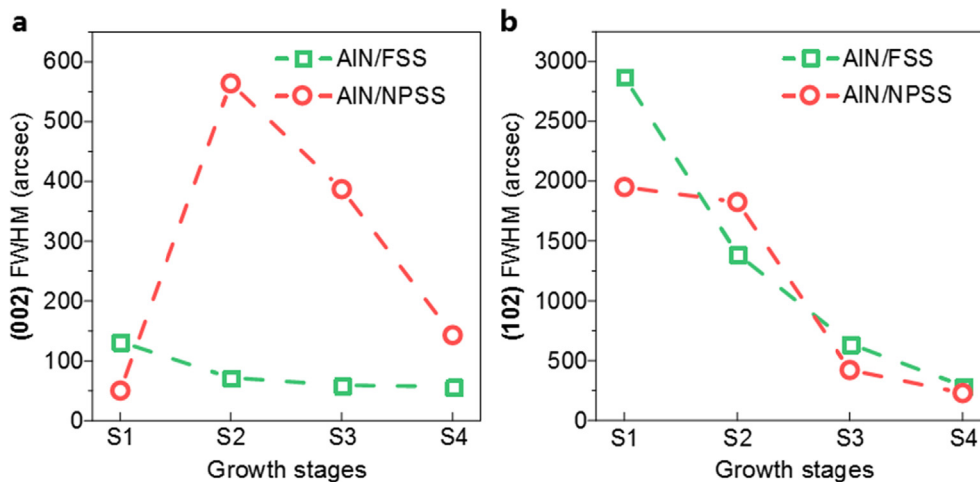 a
600
500
400
300
200
100
0
(002) FWHM (arcsec)
AlN/FSS
AlN/NPSS
S1 S2 S3 S4
Growth stages
b
3000
2500
2000
1500
1000
500
0
(102) FWHM (arcsec)
AlN/FSS
AlN/NPSS
S1 S2 S3 S4
Growth stages